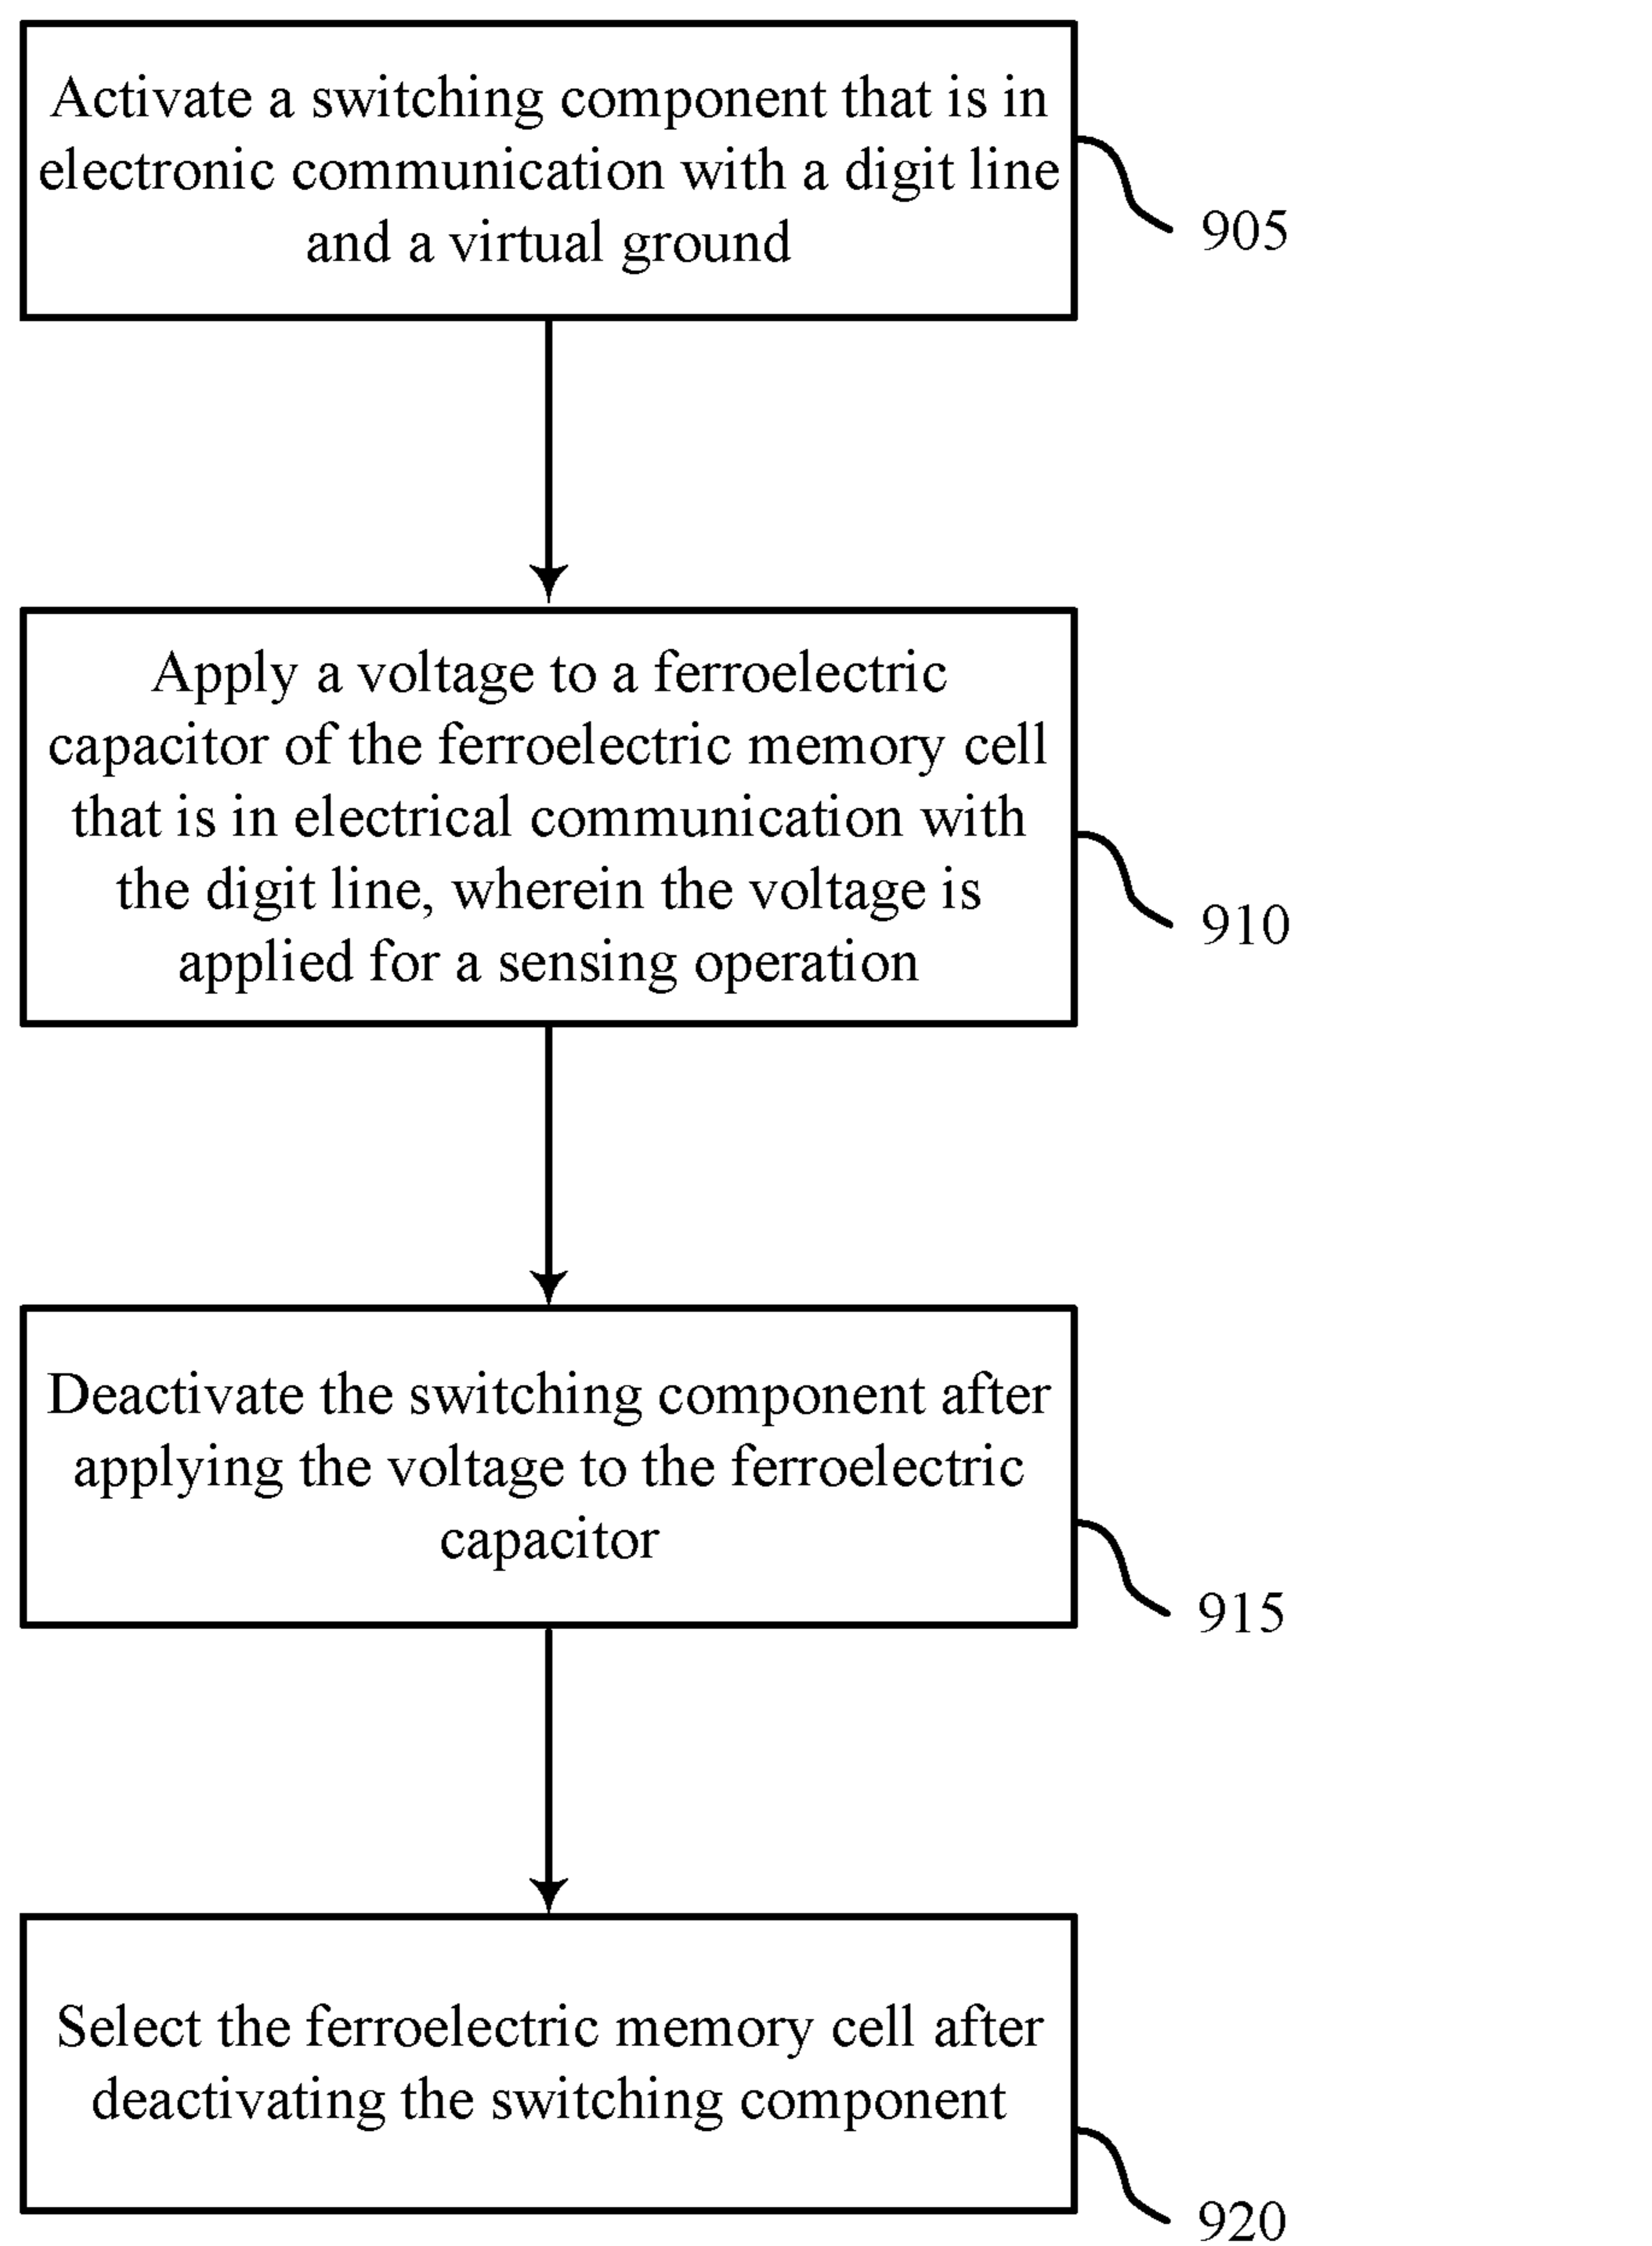 Activate a switching component that is in
electronic communication with a digit line
and a virtual ground
905
Apply a voltage to a ferroelectric
capacitor of the ferroelectric memory cell
that is in electrical communication with
the digit line, wherein the voltage is
applied for a sensing operation
910
Deactivate the switching component after
applying the voltage to the ferroelectric
capacitor
915
Select the ferroelectric memory cell after
deactivating the switching component
920